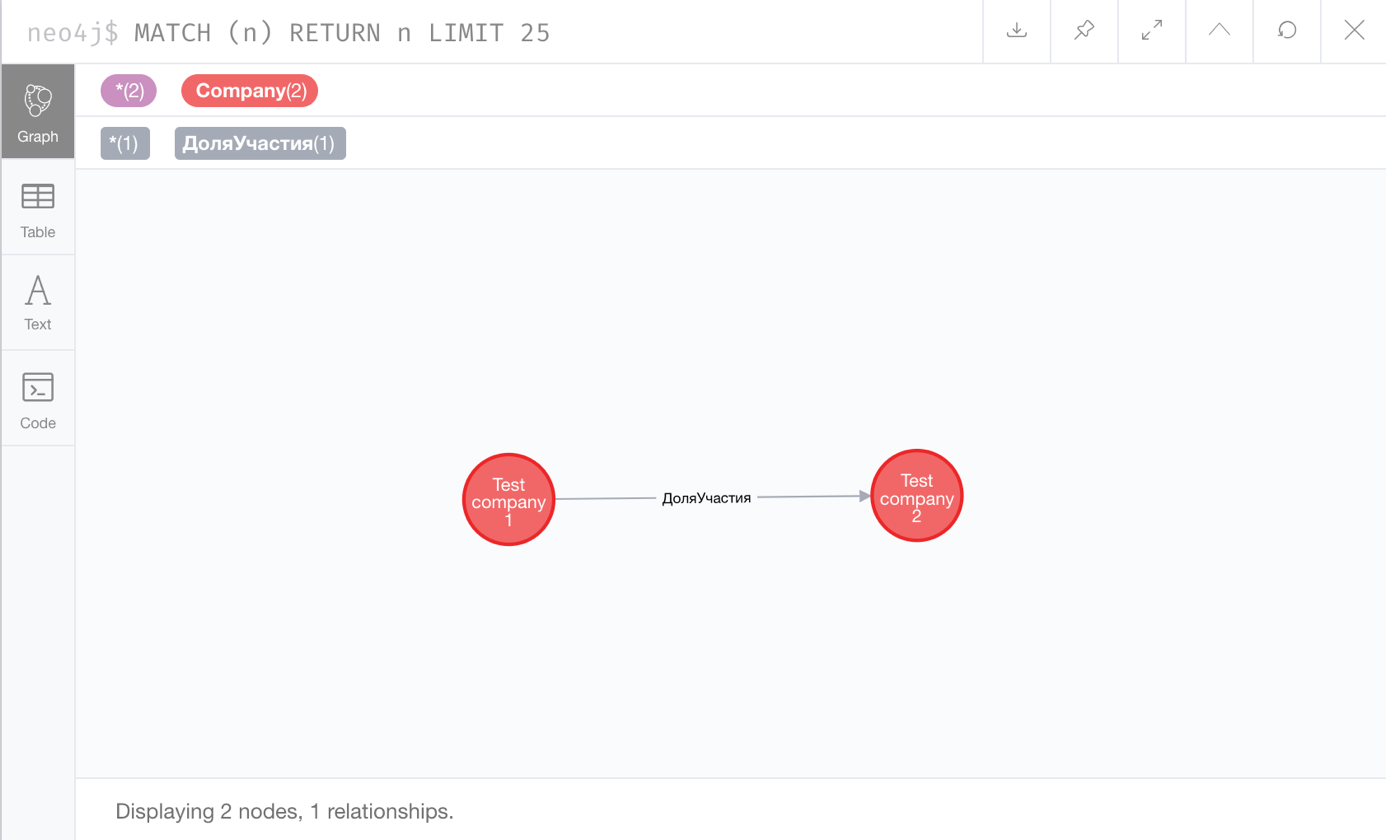 neo4j$ MATCH (n) RETURN n LIMIT 25
Graph
*(2) Company(2)
*(1) ДоляУчастия(1)
Table
Text
Code
Test
company
1
ДоляУчастия
Test
company
2
Displaying 2 nodes, 1 relationships.